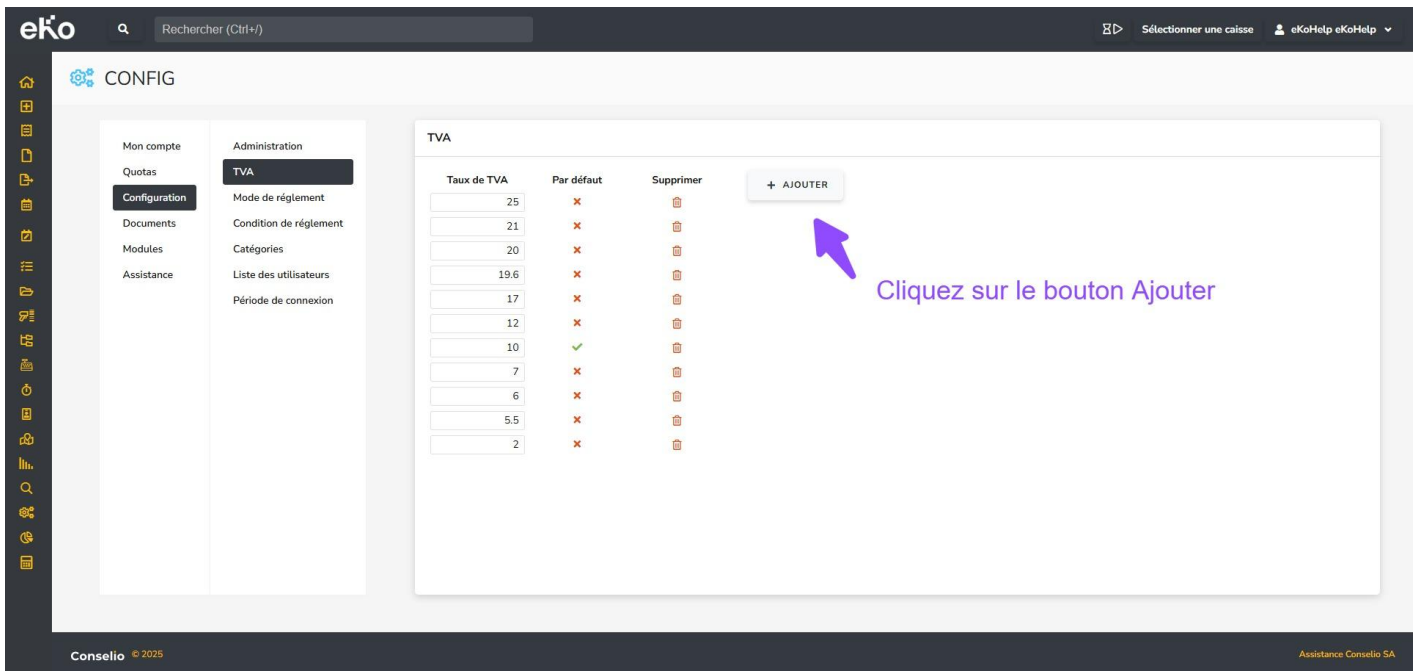 eKo
Rechercher (Ctrl+/)
Sélectionner une caisse
eKoHelp eKoHelp
CONFIG
Mon compte
Quotas
Configuration
Documents
Modules
Assistance
Administration
TVA
Mode de réglement
Condition de réglement
Catégories
Liste des utilisateurs
Période de connexion
TVA
Taux de TVA Par défaut Supprimer
+ AJOUTER
25
21
20
19.6
17
12
10
7
6
5.5
2
Cliquez sur le bouton Ajouter
Conselio © 2025
Assistance Conselio SA